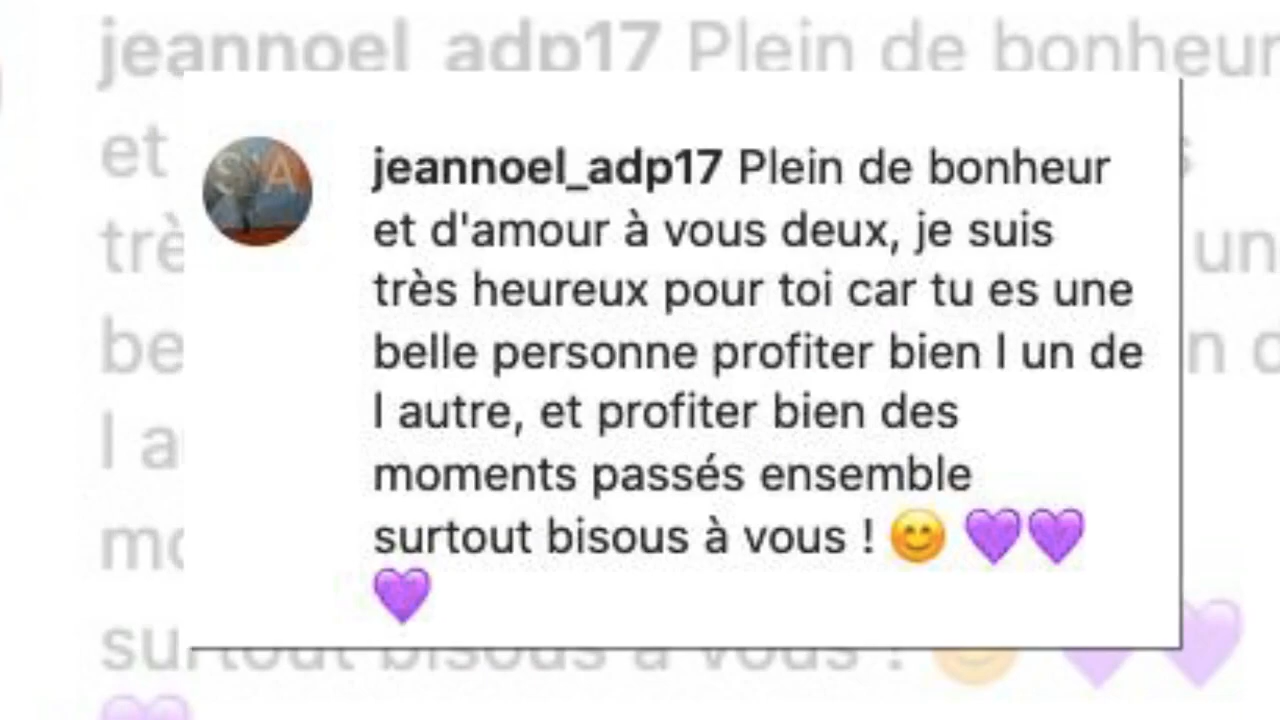 jeannoel_adp17 Plein de bonheur
et d'amour à vous deux, je suis
très heureux pour toi car tu es une
belle personne profiter bien l un de
l autre, et profiter bien des
moments passés ensemble
surtout bisous à vous ! 😊 💜💜
💜